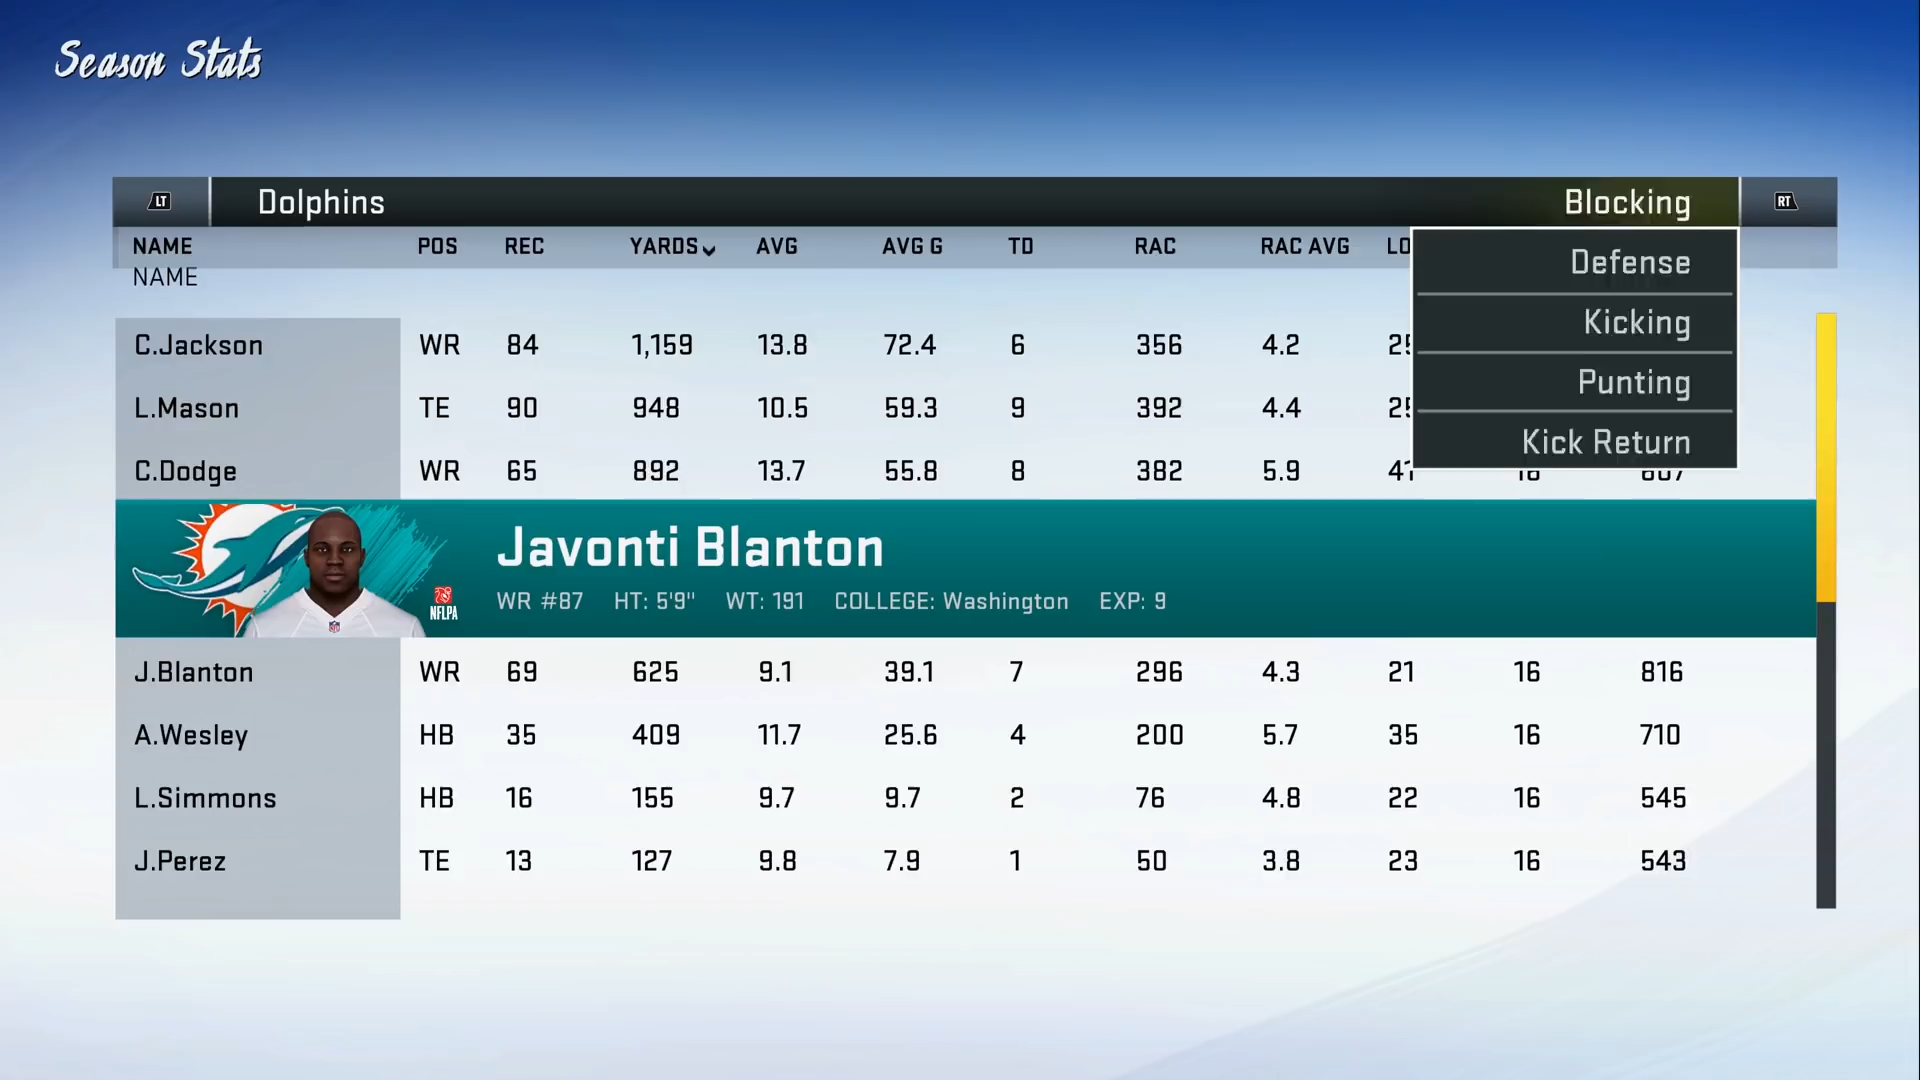 Season Stats
LT Dolphins Blocking RT
NAME POS REC YARDS AVG AVG G TD RAC RAC AVG LO
NAME
Defense
Kicking
Punting
Kick Return
C.Jackson WR 84 1,159 13.8 72.4 6 356 4.2
L.Mason TE 90 948 10.5 59.3 9 392 4.4
C.Dodge WR 65 892 13.7 55.8 8 382 5.9
Javonti Blanton
NFLPA
WR #87 HT: 5'9" WT: 191 COLLEGE: Washington EXP: 9
J.Blanton WR 69 625 9.1 39.1 7 296 4.3 21 16 816
A.Wesley HB 35 409 11.7 25.6 4 200 5.7 35 16 710
L.Simmons HB 16 155 9.7 9.7 2 76 4.8 22 16 545
J.Perez TE 13 127 9.8 7.9 1 50 3.8 23 16 543